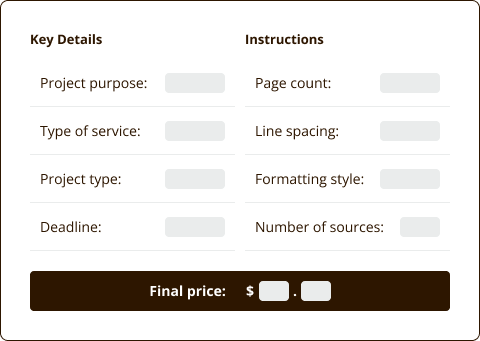 Key Details
Project purpose:
Type of service:
Project type:
Deadline:
Instructions
Page count:
Line spacing:
Formatting style:
Number of sources:
Final price: $ .